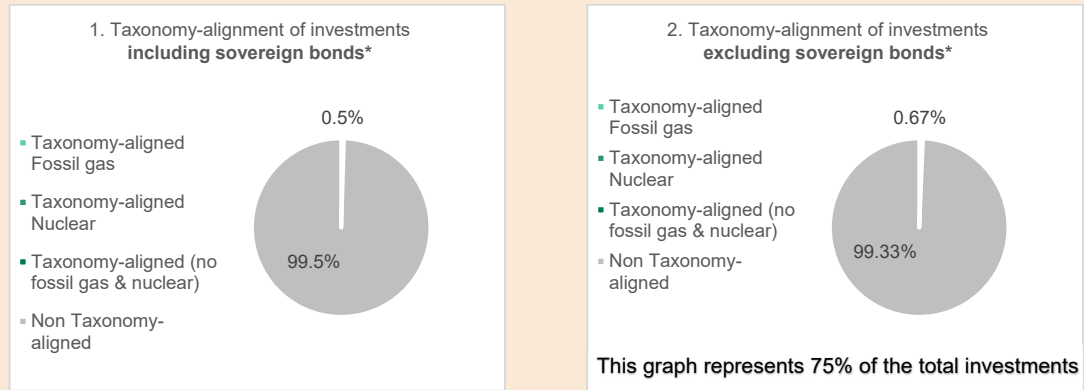 1. Taxonomy-alignment of investments
including sovereign bonds*
Taxonomy-aligned
Fossil gas
Taxonomy-aligned
Nuclear
Taxonomy-aligned (no
fossil gas & nuclear)
Non Taxonomy-
aligned
0.5%
99.5%
2. Taxonomy-alignment of investments
excluding sovereign bonds*
Taxonomy-aligned
Fossil gas
Taxonomy-aligned
Nuclear
Taxonomy-aligned (no
fossil gas & nuclear)
Non Taxonomy-
aligned
0.67%
99.33%
This graph represents 75% of the total investments